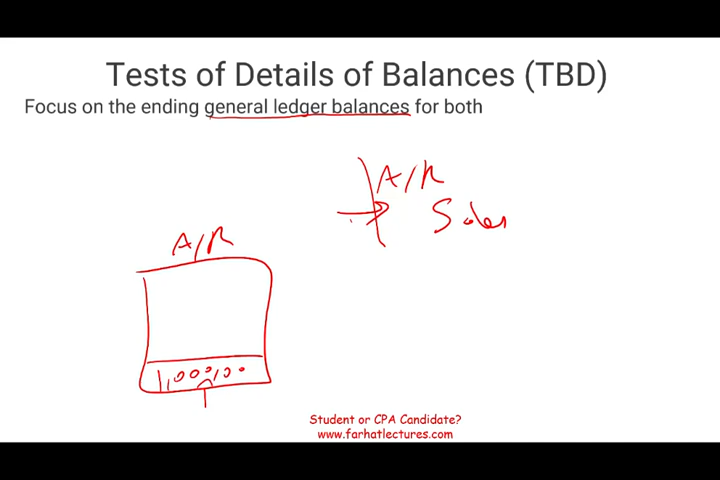 Tests of Details of Balances (TBD)
Focus on the ending general ledger balances for both
A/R
Sales
A/R
1,000,000
Student or CPA Candidate?
www.farhatlectures.com